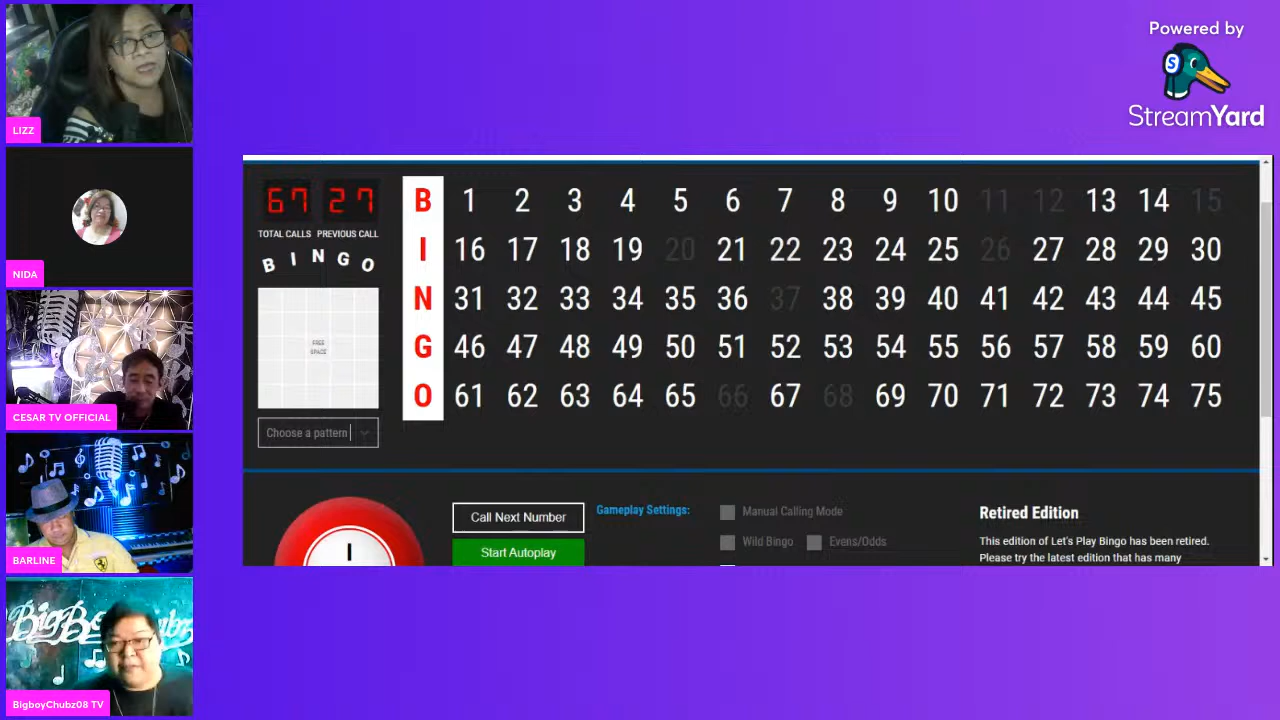 LIZZ
NIDA
CESAR TV OFFICIAL
BARLINE
BigBoyChubz
BigboyChubz08 TV
Powered by
StreamYard
67 27
TOTAL CALLS PREVIOUS CALL
B I N G O
FREE
SPACE
Choose a pattern
B 1 2 3 4 5 6 7 8 9 10 11 12 13 14 15
I 16 17 18 19 20 21 22 23 24 25 26 27 28 29 30
N 31 32 33 34 35 36 37 38 39 40 41 42 43 44 45
G 46 47 48 49 50 51 52 53 54 55 56 57 58 59 60
O 61 62 63 64 65 66 67 68 69 70 71 72 73 74 75
I
Call Next Number
Start Autoplay
Gameplay Settings:
Manual Calling Mode
Wild Bingo Evens/Odds
Retired Edition
This edition of Let's Play Bingo has been retired.
Please try the latest edition that has many